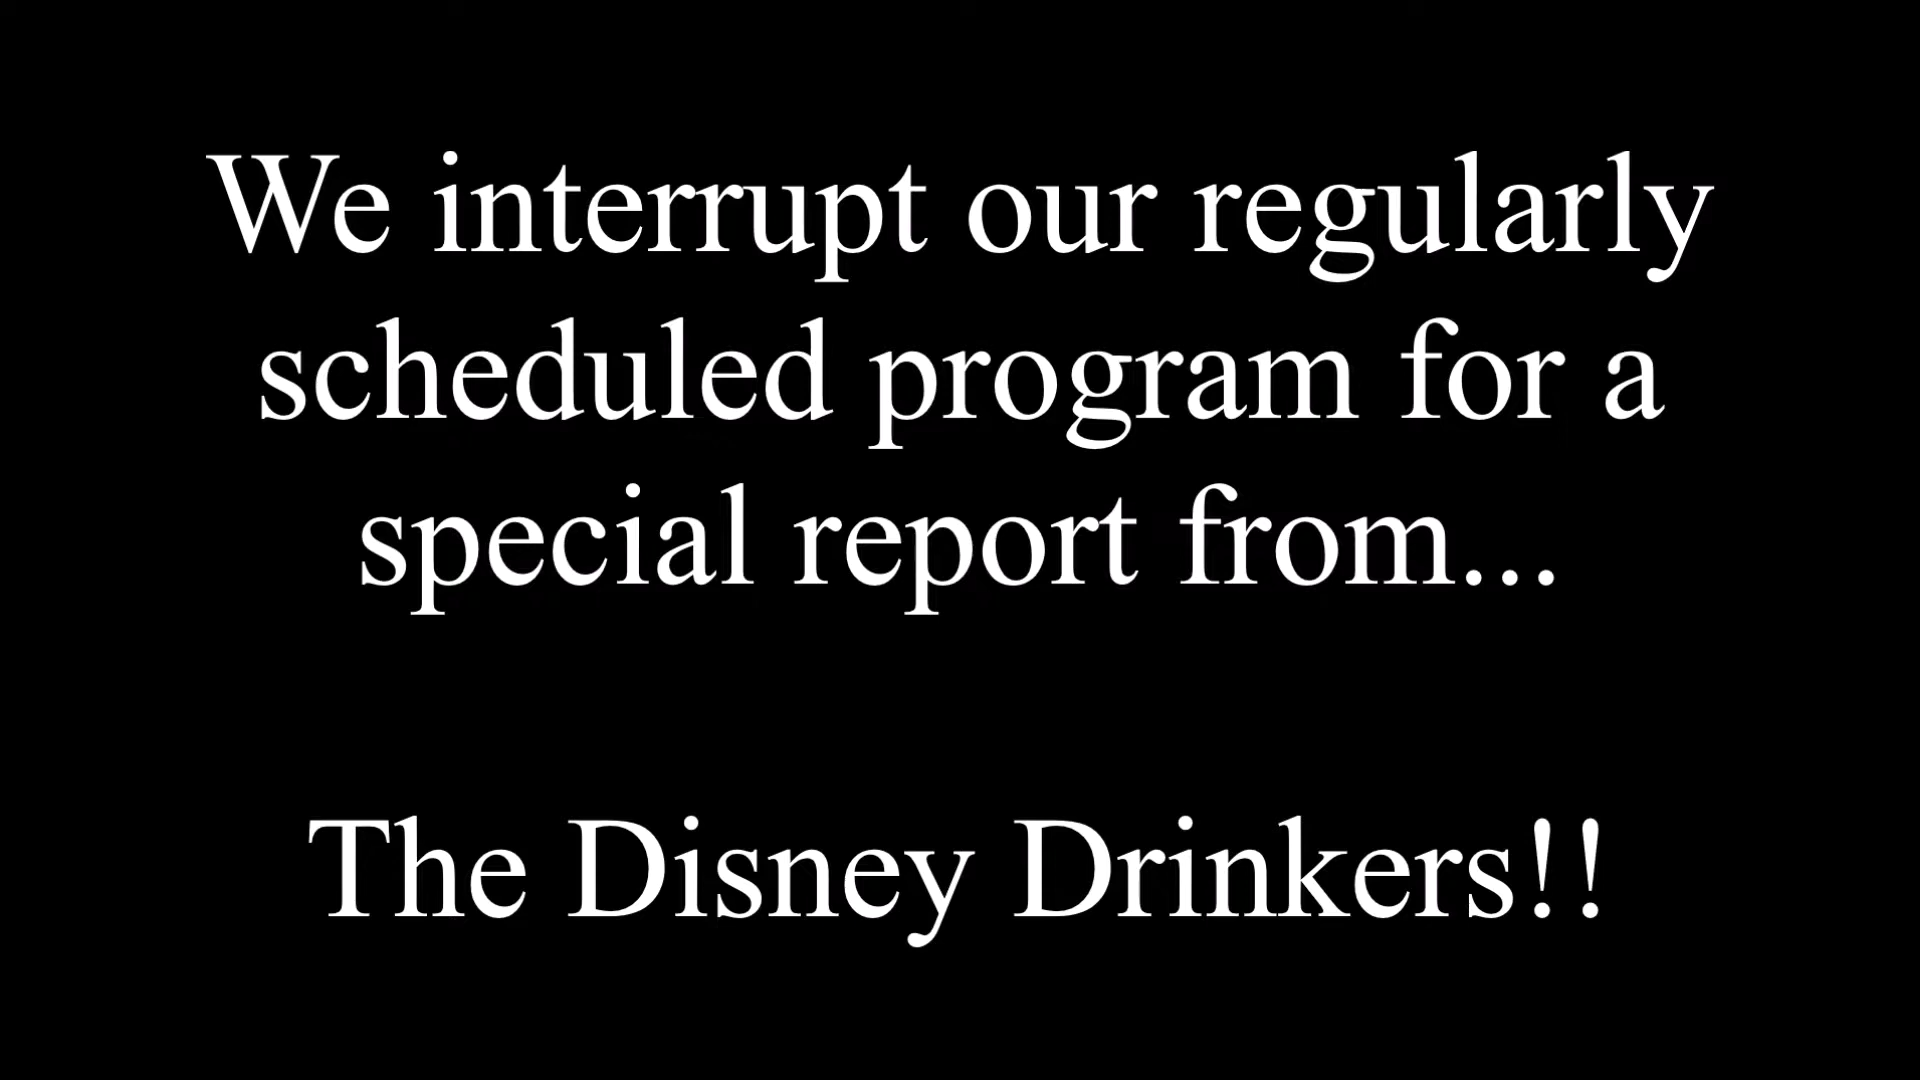 We interrupt our regularly
scheduled program for a
special report from...
The Disney Drinkers!!